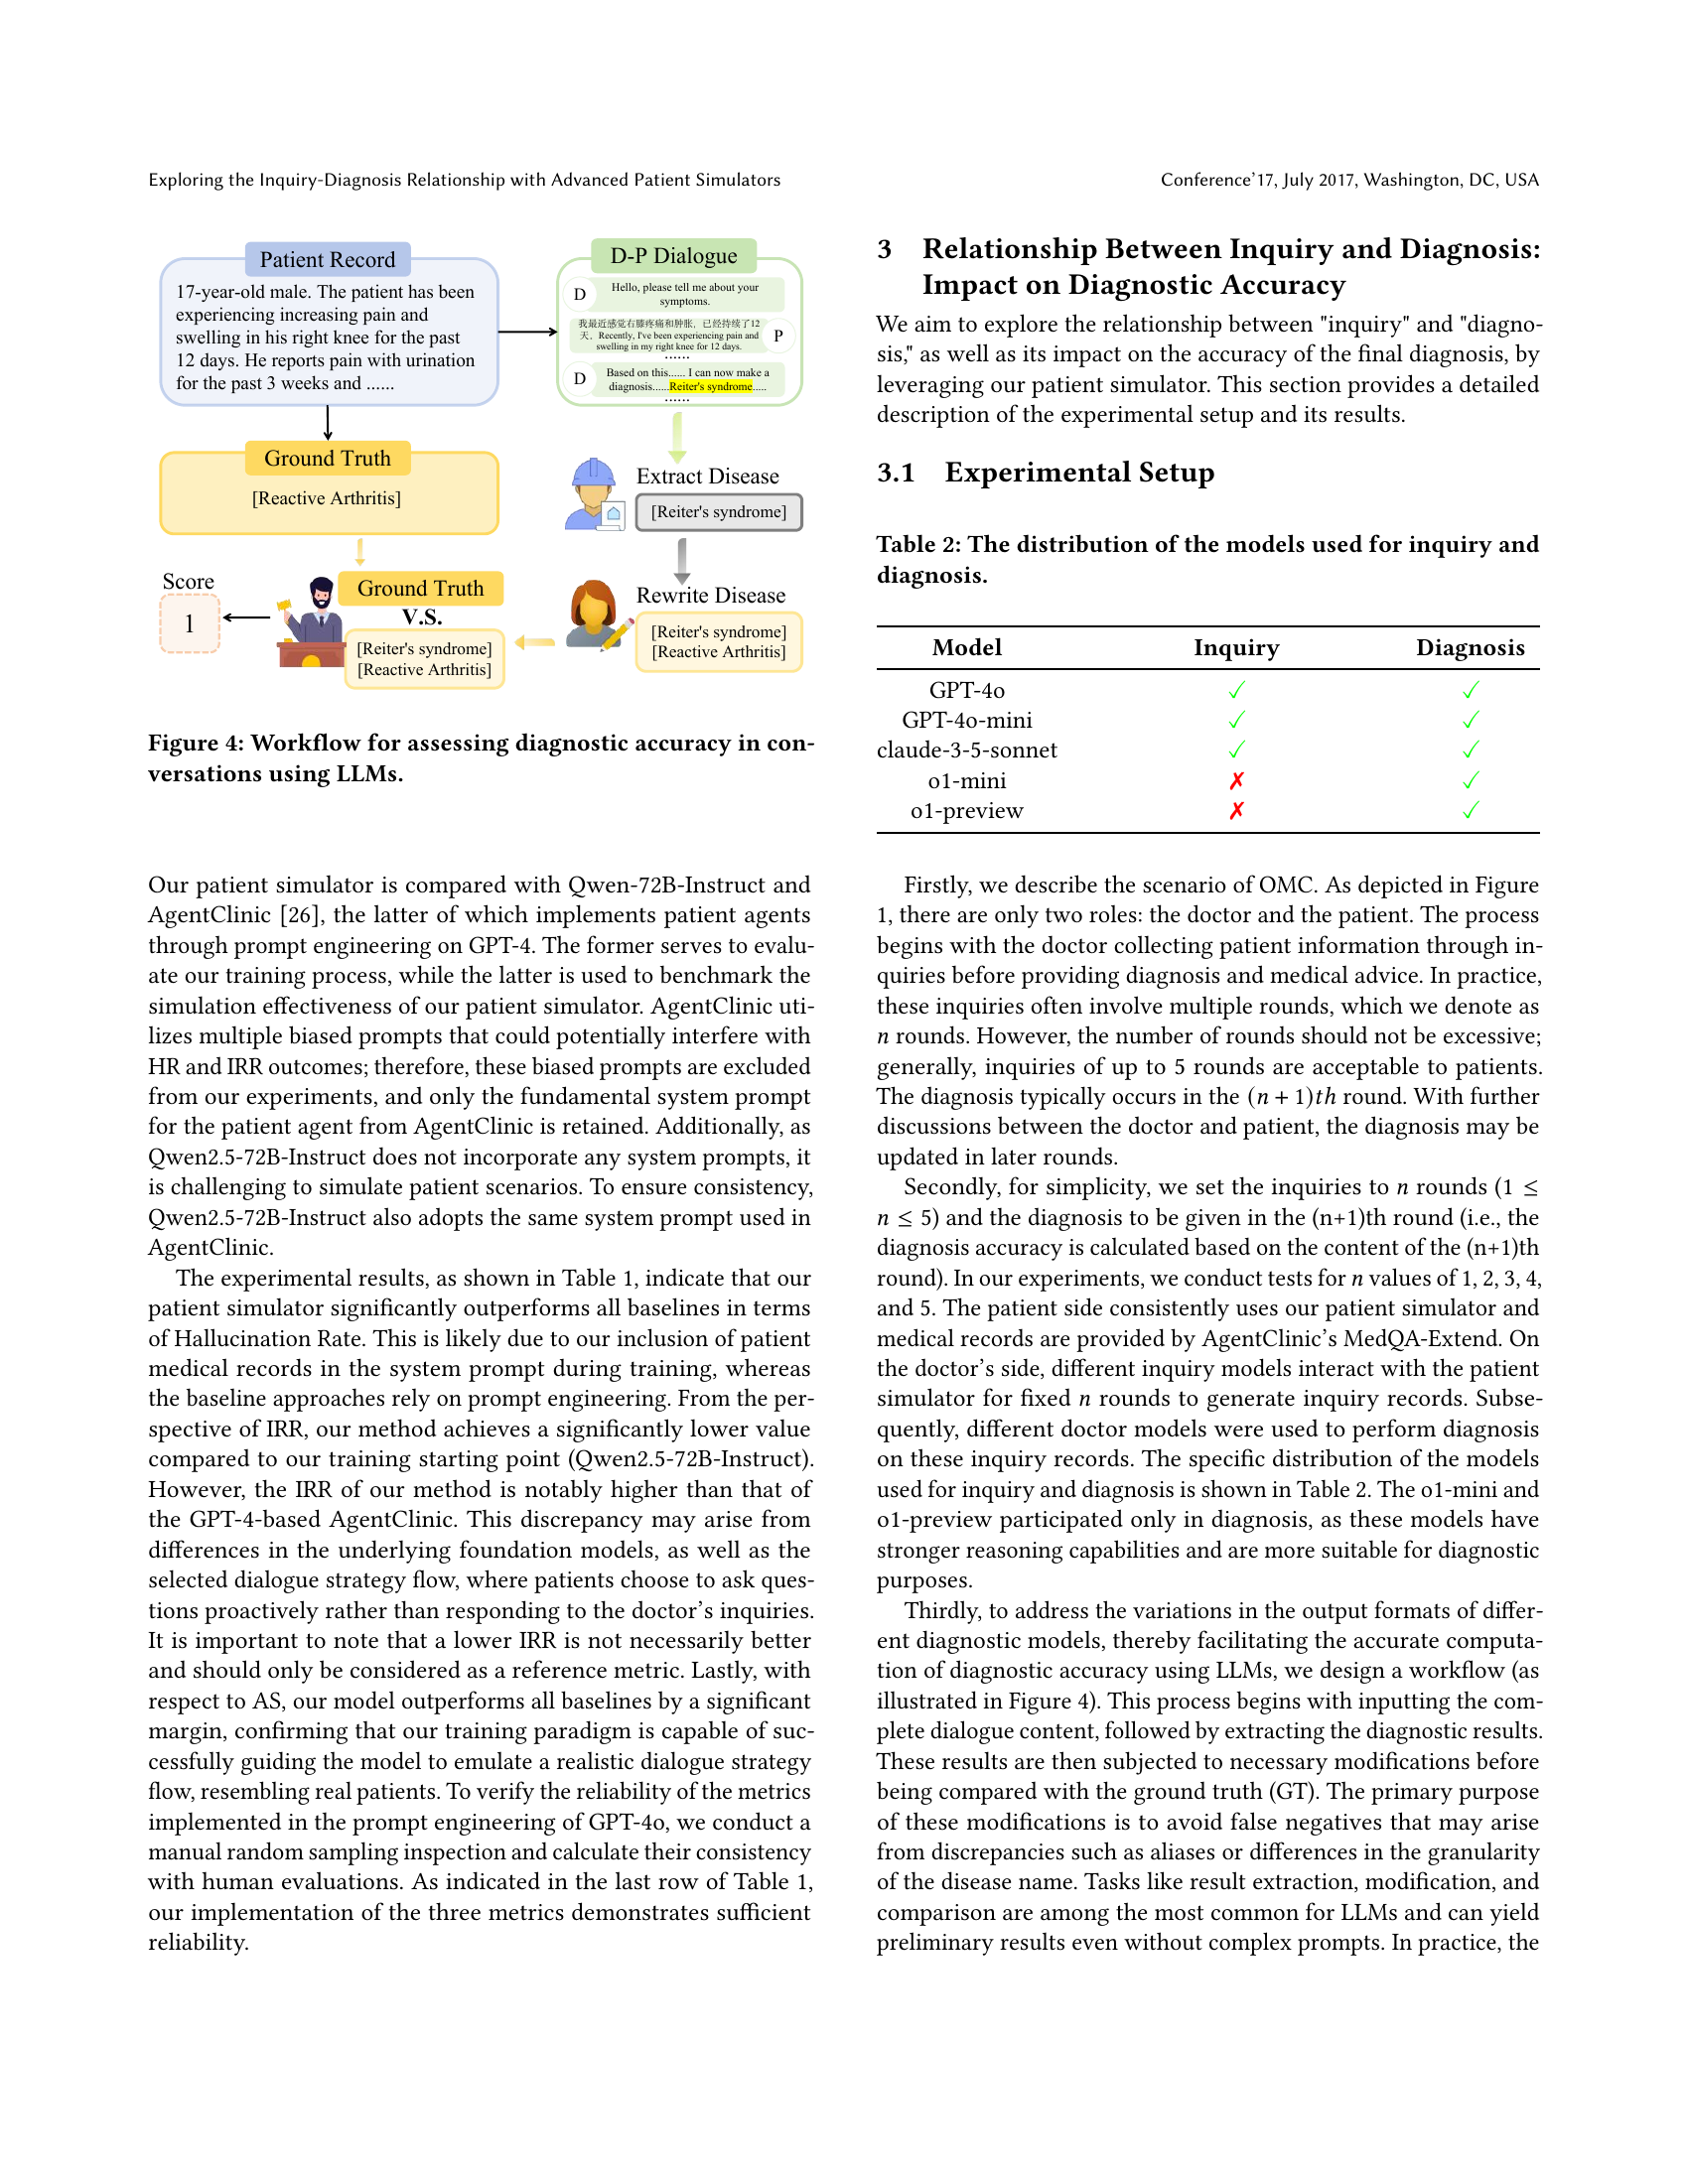 Exploring the Inquiry-Diagnosis Relationship with Advanced Patient Simulators
Conference'17, July 2017, Washington, DC, USA
Patient Record
17-year-old male. The patient has been
experiencing increasing pain and
swelling in his right knee for the past
12 days. He reports pain with urination
for the past 3 weeks and ......
D-P Dialogue
D
Hello, please tell me about your
symptoms.
我最近感觉右膝疼痛和肿胀，已经持续了12
天，Recently, I've been experiencing pain and
swelling in my right knee for 12 days.
P
......
D
Based on this...... I can now make a
diagnosis......Reiter's syndrome.....
......
Ground Truth
[Reactive Arthritis]
Extract Disease
[Reiter's syndrome]
Rewrite Disease
[Reiter's syndrome]
[Reactive Arthritis]
Ground Truth
V.S.
[Reiter's syndrome]
[Reactive Arthritis]
Score
1
Figure 4: Workflow for assessing diagnostic accuracy in con-
versations using LLMs.
Our patient simulator is compared with Qwen-72B-Instruct and
AgentClinic [26], the latter of which implements patient agents
through prompt engineering on GPT-4. The former serves to evalu-
ate our training process, while the latter is used to benchmark the
simulation effectiveness of our patient simulator. AgentClinic uti-
lizes multiple biased prompts that could potentially interfere with
HR and IRR outcomes; therefore, these biased prompts are excluded
from our experiments, and only the fundamental system prompt
for the patient agent from AgentClinic is retained. Additionally, as
Qwen2.5-72B-Instruct does not incorporate any system prompts, it
is challenging to simulate patient scenarios. To ensure consistency,
Qwen2.5-72B-Instruct also adopts the same system prompt used in
AgentClinic.
The experimental results, as shown in Table 1, indicate that our
patient simulator significantly outperforms all baselines in terms
of Hallucination Rate. This is likely due to our inclusion of patient
medical records in the system prompt during training, whereas
the baseline approaches rely on prompt engineering. From the per-
spective of IRR, our method achieves a significantly lower value
compared to our training starting point (Qwen2.5-72B-Instruct).
However, the IRR of our method is notably higher than that of
the GPT-4-based AgentClinic. This discrepancy may arise from
differences in the underlying foundation models, as well as the
selected dialogue strategy flow, where patients choose to ask ques-
tions proactively rather than responding to the doctor's inquiries.
It is important to note that a lower IRR is not necessarily better
and should only be considered as a reference metric. Lastly, with
respect to AS, our model outperforms all baselines by a significant
margin, confirming that our training paradigm is capable of suc-
cessfully guiding the model to emulate a realistic dialogue strategy
flow, resembling real patients. To verify the reliability of the metrics
implemented in the prompt engineering of GPT-4o, we conduct a
manual random sampling inspection and calculate their consistency
with human evaluations. As indicated in the last row of Table 1,
our implementation of the three metrics demonstrates sufficient
reliability.
3 Relationship Between Inquiry and Diagnosis:
Impact on Diagnostic Accuracy
We aim to explore the relationship between "inquiry" and "diagno-
sis," as well as its impact on the accuracy of the final diagnosis, by
leveraging our patient simulator. This section provides a detailed
description of the experimental setup and its results.
3.1 Experimental Setup
Table 2: The distribution of the models used for inquiry and
diagnosis.
Model Inquiry Diagnosis
GPT-4o ✓ ✓
GPT-4o-mini ✓ ✓
claude-3-5-sonnet ✓ ✓
o1-mini ✗ ✓
o1-preview ✗ ✓
Firstly, we describe the scenario of OMC. As depicted in Figure
1, there are only two roles: the doctor and the patient. The process
begins with the doctor collecting patient information through in-
quiries before providing diagnosis and medical advice. In practice,
these inquiries often involve multiple rounds, which we denote as
n rounds. However, the number of rounds should not be excessive;
generally, inquiries of up to 5 rounds are acceptable to patients.
The diagnosis typically occurs in the (n + 1)th round. With further
discussions between the doctor and patient, the diagnosis may be
updated in later rounds.
Secondly, for simplicity, we set the inquiries to n rounds (1 ≤
n ≤ 5) and the diagnosis to be given in the (n+1)th round (i.e., the
diagnosis accuracy is calculated based on the content of the (n+1)th
round). In our experiments, we conduct tests for n values of 1, 2, 3, 4,
and 5. The patient side consistently uses our patient simulator and
medical records are provided by AgentClinic's MedQA-Extend. On
the doctor's side, different inquiry models interact with the patient
simulator for fixed n rounds to generate inquiry records. Subse-
quently, different doctor models were used to perform diagnosis
on these inquiry records. The specific distribution of the models
used for inquiry and diagnosis is shown in Table 2. The o1-mini and
o1-preview participated only in diagnosis, as these models have
stronger reasoning capabilities and are more suitable for diagnostic
purposes.
Thirdly, to address the variations in the output formats of differ-
ent diagnostic models, thereby facilitating the accurate computa-
tion of diagnostic accuracy using LLMs, we design a workflow (as
illustrated in Figure 4). This process begins with inputting the com-
plete dialogue content, followed by extracting the diagnostic results.
These results are then subjected to necessary modifications before
being compared with the ground truth (GT). The primary purpose
of these modifications is to avoid false negatives that may arise
from discrepancies such as aliases or differences in the granularity
of the disease name. Tasks like result extraction, modification, and
comparison are among the most common for LLMs and can yield
preliminary results even without complex prompts. In practice, the